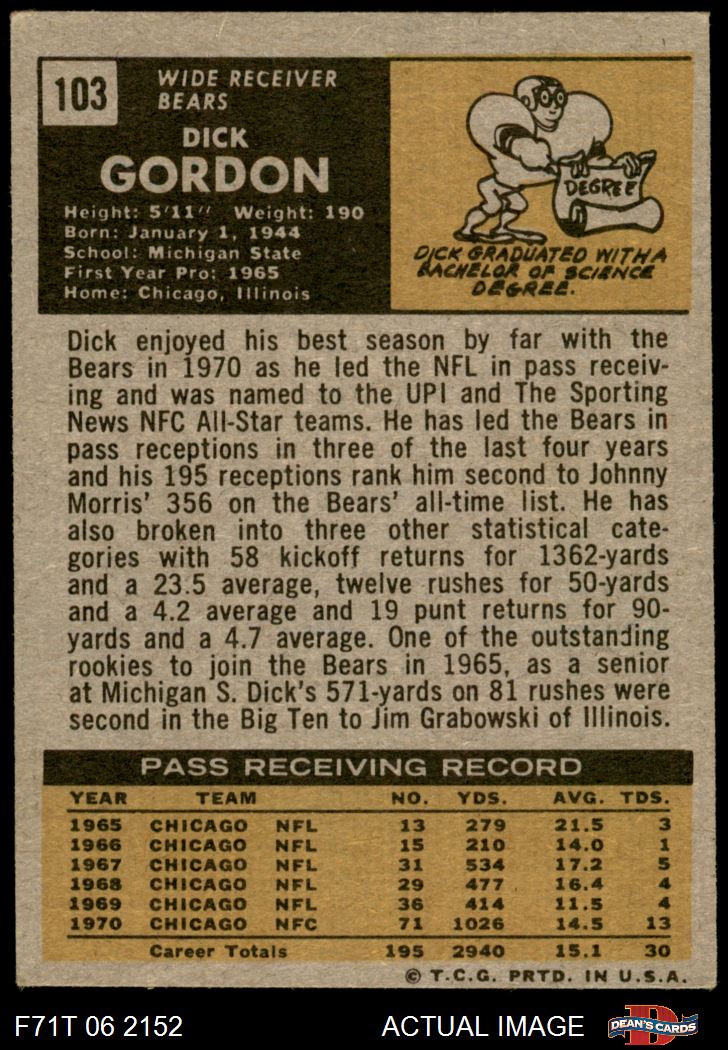 103
WIDE RECEIVER
BEARS
DICK
GORDON
Height: 5'11" Weight: 190
Born: January 1, 1944
School: Michigan State
First Year Pro: 1965
Home: Chicago, Illinois
DEGREE
DICK GRADUATED WITH A
BACHELOR OF SCIENCE
DEGREE.
Dick enjoyed his best season by far with the
Bears in 1970 as he led the NFL in pass receiv-
ing and was named to the UPI and The Sporting
News NFC All-Star teams. He has led the Bears in
pass receptions in three of the last four years
and his 195 receptions rank him second to Johnny
Morris' 356 on the Bears' all-time list. He has
also broken into three other statistical cate-
gories with 58 kickoff returns for 1362-yards
and a 23.5 average, twelve rushes for 50-yards
and a 4.2 average and 19 punt returns for 90-
yards and a 4.7 average. One of the outstanding
rookies to join the Bears in 1965, as a senior
at Michigan S. Dick's 571-yards on 81 rushes were
second in the Big Ten to Jim Grabowski of Illinois.
PASS RECEIVING RECORD
YEAR TEAM NO. YDS. AVG. TDS.
1965 CHICAGO NFL 13 279 21.5 3
1966 CHICAGO NFL 15 210 14.0 1
1967 CHICAGO NFL 31 534 17.2 5
1968 CHICAGO NFL 29 477 16.4 4
1969 CHICAGO NFL 36 414 11.5 4
1970 CHICAGO NFC 71 1026 14.5 13
Career Totals 195 2940 15.1 30
© T.C.G. PRTD. IN U.S.A.
F71T 06 2152 ACTUAL IMAGE DEAN'S CARDS